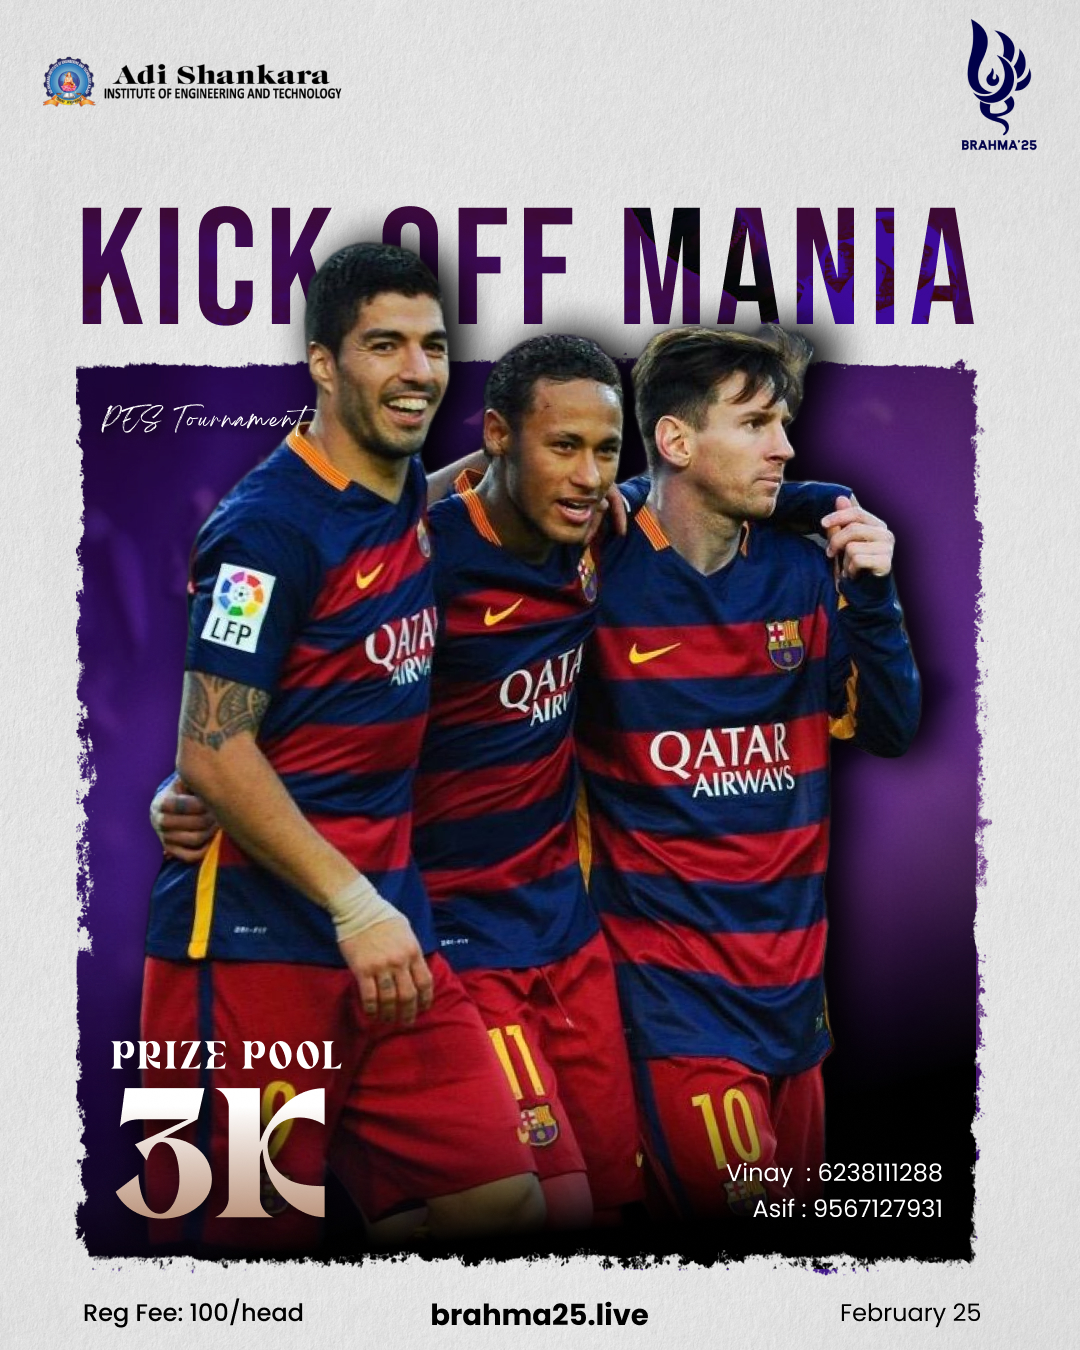 Adi Shankara
INSTITUTE OF ENGINEERING AND TECHNOLOGY
BRAHMA'25
KICK OFF MANIA
PES Tournament
LFP
QATAR
AIRWAYS
QATAR
AIRWAYS
QATAR
AIRWAYS
PRIZE POOL
3K
9
11
10
Vinay : 6238111288
Asif : 9567127931
Reg Fee: 100/head
brahma25.live
February 25